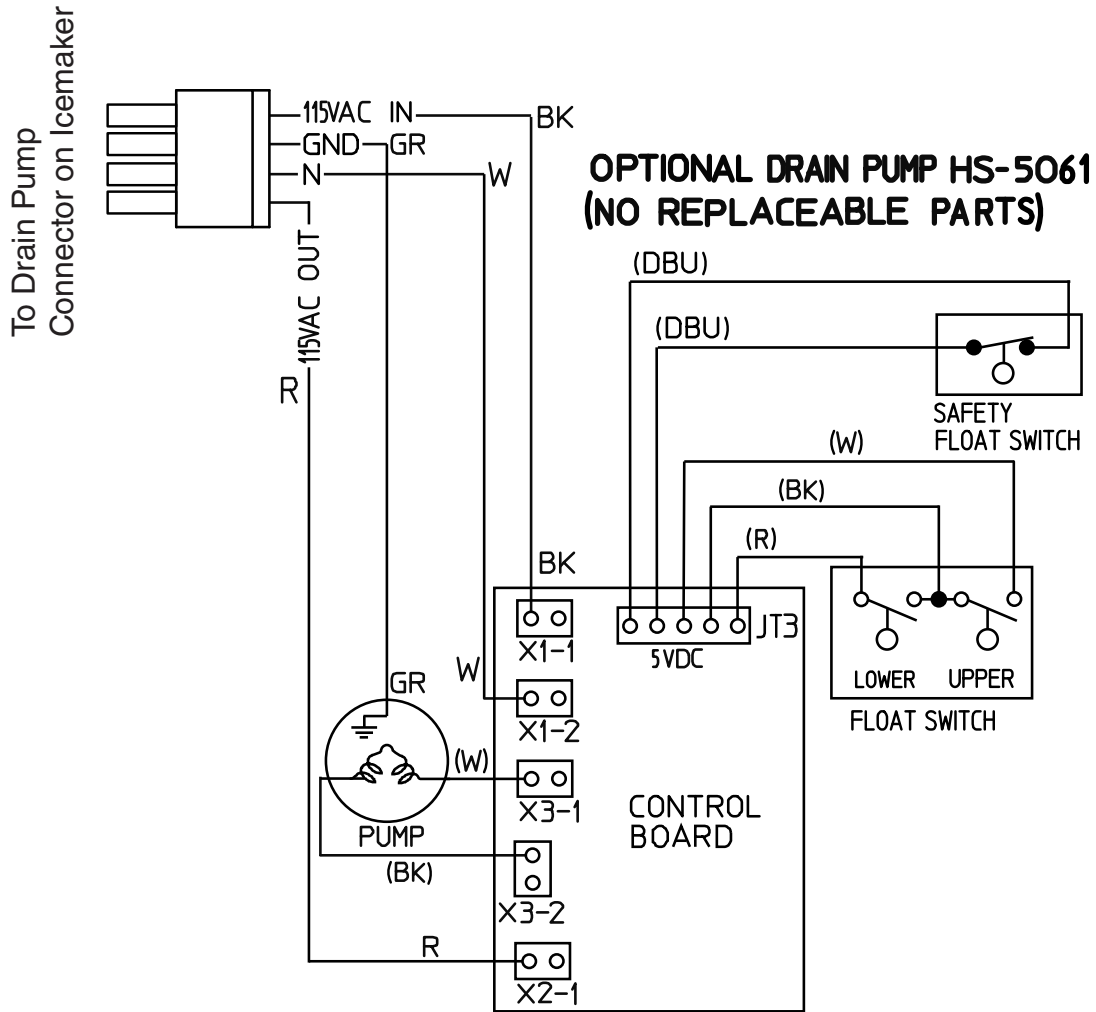 To Drain Pump
Connector on Icemaker
115VAC IN
BK
GND
GR
N
W
OPTIONAL DRAIN PUMP HS-5061
(NO REPLACEABLE PARTS)
115VAC OUT
R
(DBU)
(DBU)
SAFETY
FLOAT SWITCH
(W)
(BK)
(R)
BK
JT3
5VDC
X1-1
LOWER
UPPER
FLOAT SWITCH
GR
W
X1-2
(W)
X3-1
PUMP
(BK)
CONTROL
BOARD
X3-2
R
X2-1